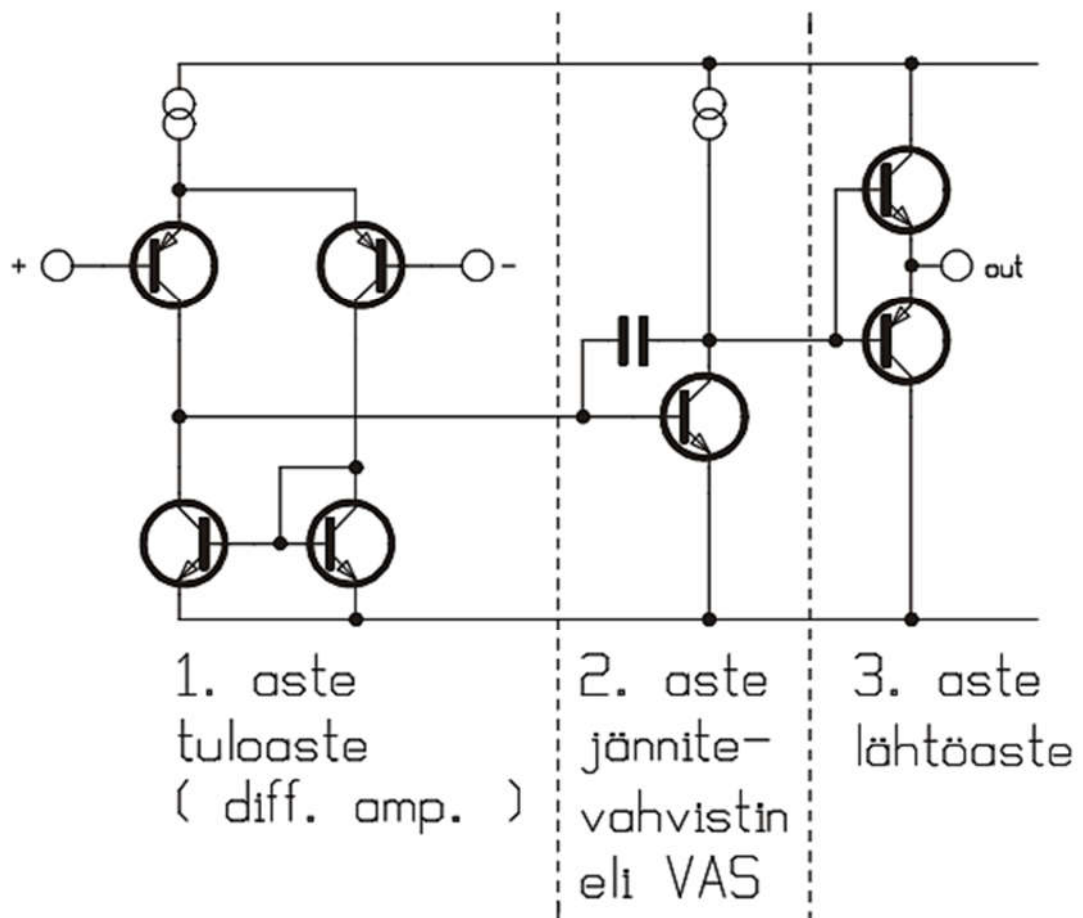 +
-
out
1. aste
tuloaste
( diff. amp. )
2. aste
jännite-
vahvistin
eli VAS
3. aste
lähtöaste